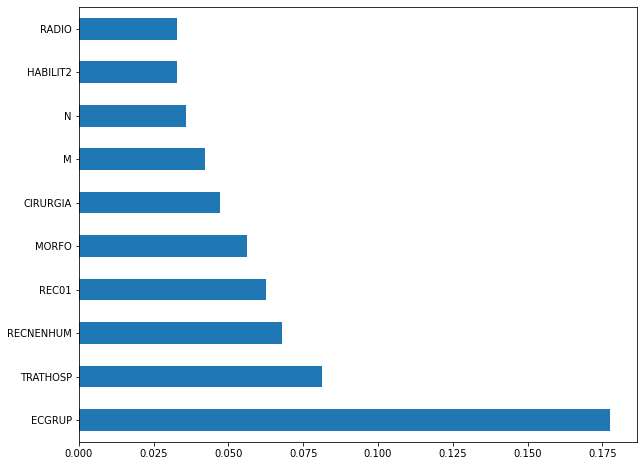 RADIO
HABILIT2
N
M
CIRURGIA
MORFO
REC01
RECNENHUM
TRATHOSP
ECGRUP
0.000 0.025 0.050 0.075 0.100 0.125 0.150 0.175